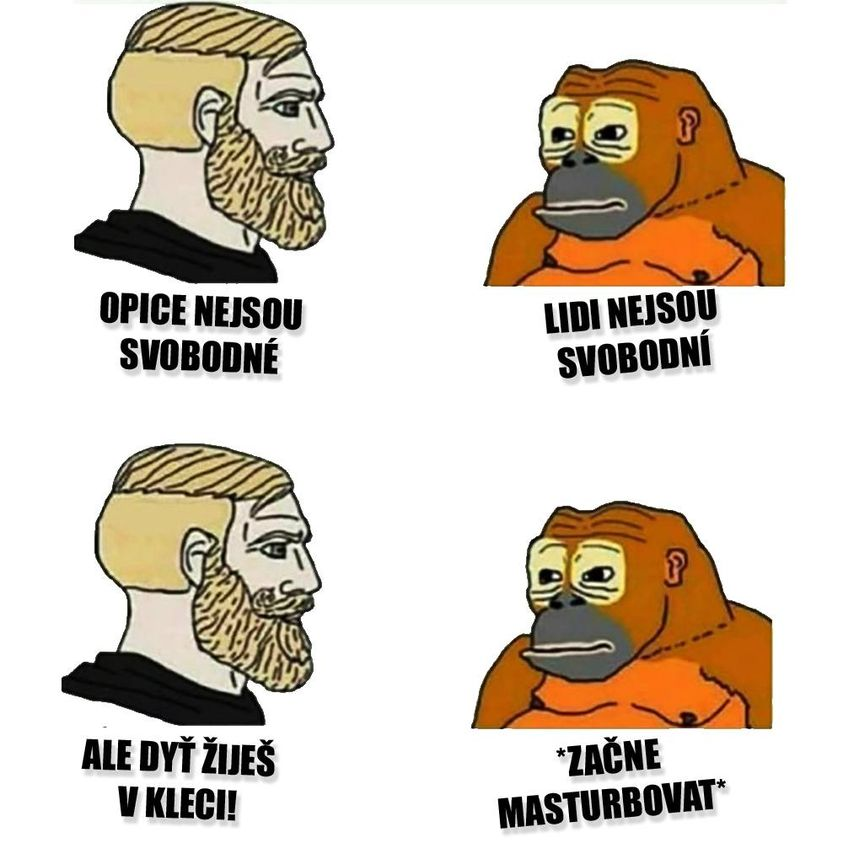 OPICE NEJSOU
SVOBODNÉ
LIDI NEJSOU
SVOBODNÍ
ALE DYŤ ŽIJEŠ
V KLECI!
*ZAČNE
MASTURBOVAT*